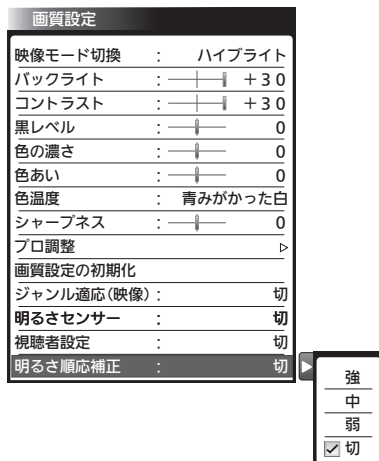 画質設定
映像モード切換 : ハイブライト
バックライト : +30
コントラスト : +30
黒レベル : 0
色の濃さ : 0
色あい : 0
色温度 : 青みがかった白
シャープネス : 0
プロ調整
画質設定の初期化
ジャンル適応(映像) : 切
明るさセンサー : 切
視聴者設定 : 切
明るさ順応補正 : 切
強
中
弱
切